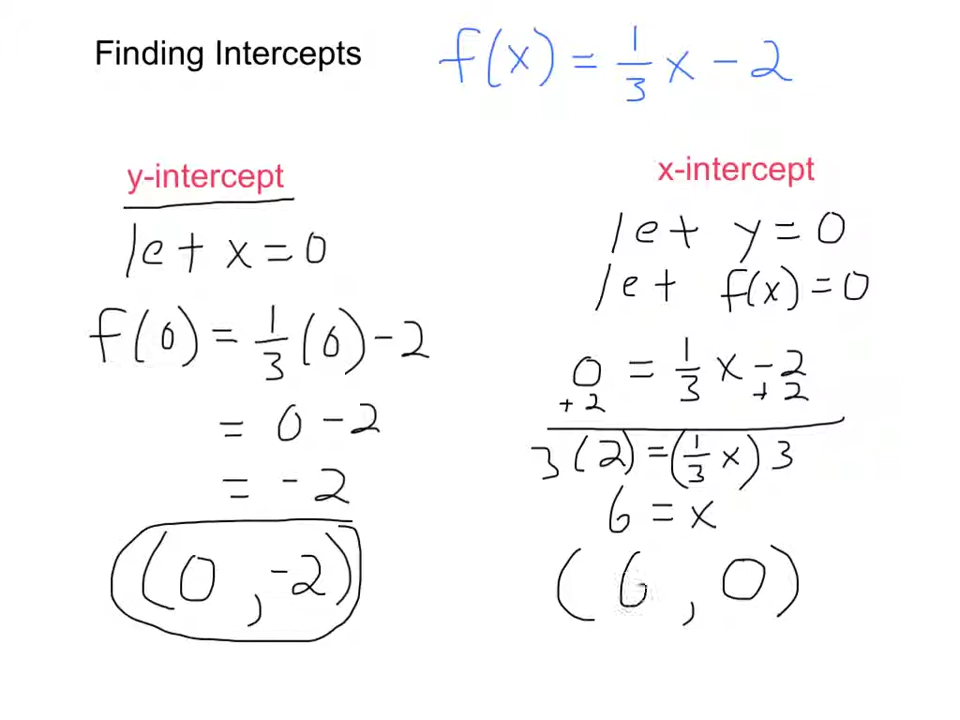 Finding Intercepts f(x) = 1/3 x - 2
y-intercept
let x = 0
f(0) = 1/3 (0) - 2
= 0 - 2
= -2
(0, -2)
x-intercept
let y = 0
let f(x) = 0
0 = 1/3 x - 2
+ 2 + 2
3 (2) = (1/3 x) 3
6 = x
(6, 0)